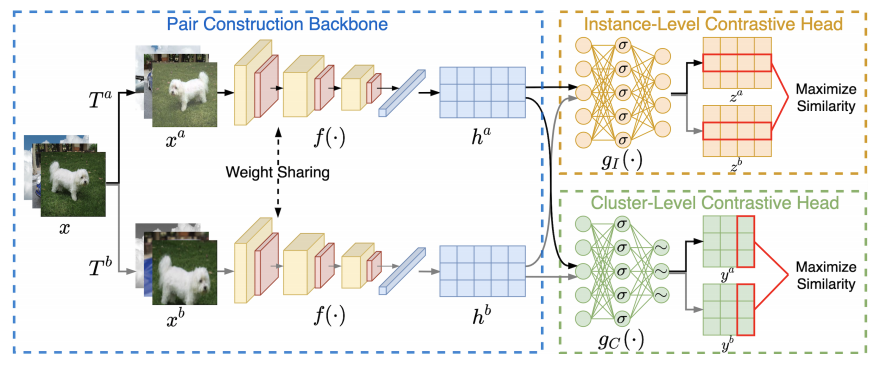 Pair Construction Backbone
Instance-Level Contrastive Head
T^a
x^a
f(·)
h^a
σ
σ
σ
σ
σ
g_I(·)
z^a
z^b
Maximize
Similarity
Weight Sharing
x
Cluster-Level Contrastive Head
T^b
x^b
f(·)
h^b
σ
σ
σ
σ
σ
~
~
~
g_C(·)
y^a
y^b
Maximize
Similarity